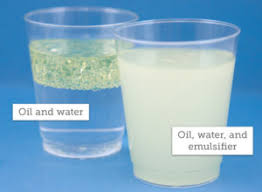 Oil and water
Oil, water, and
emulsifier